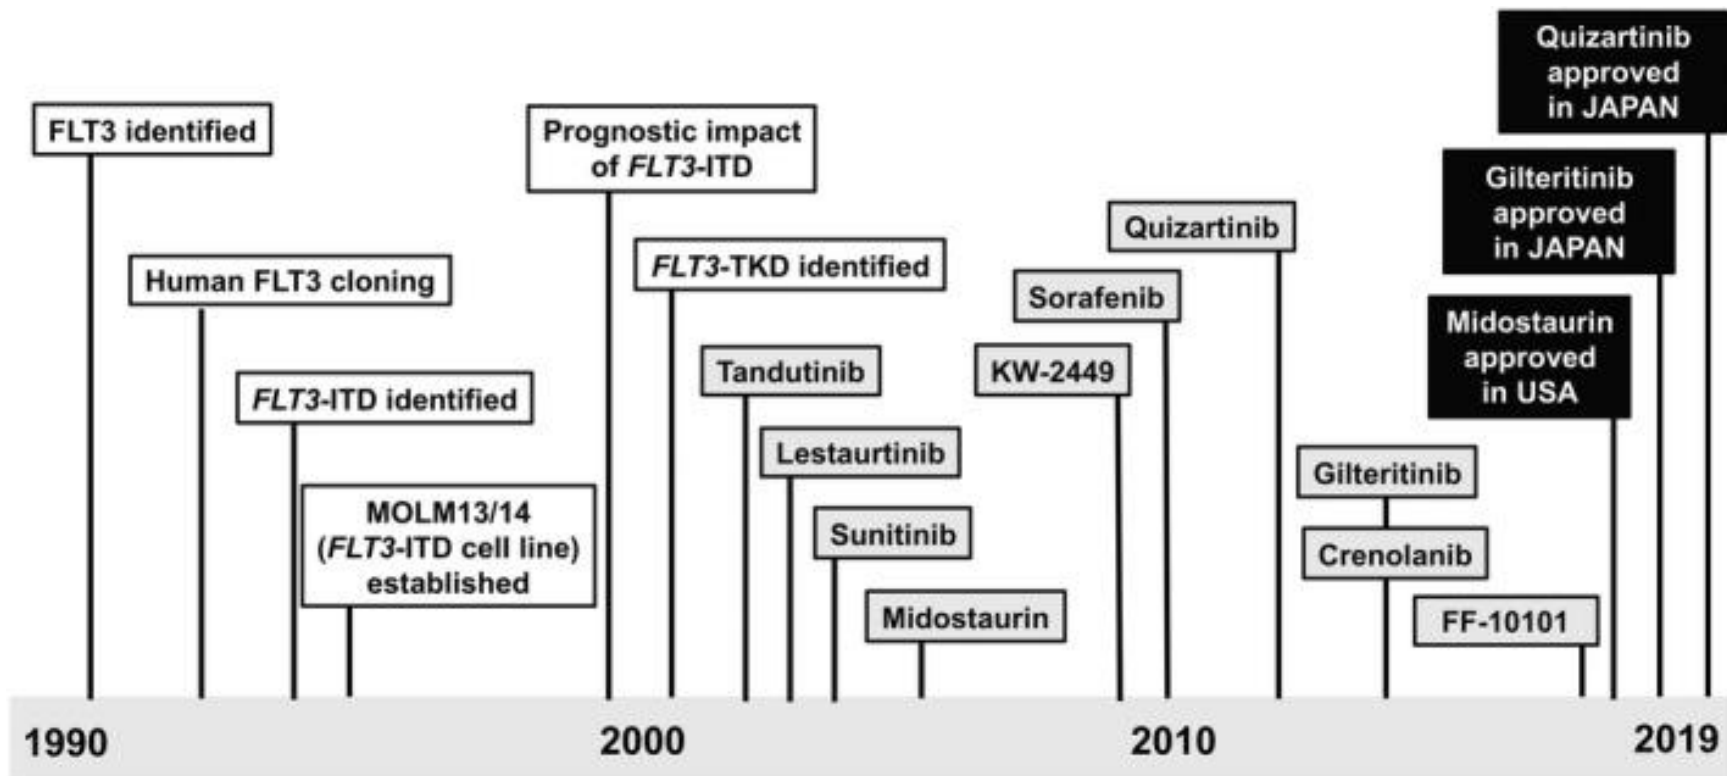 FLT3 identified
Human FLT3 cloning
FLT3-ITD identified
MOLM13/14
(FLT3-ITD cell line)
established
Prognostic impact
of FLT3-ITD
FLT3-TKD identified
Tandutinib
Lestaurtinib
Sunitinib
Midostaurin
KW-2449
Sorafenib
Quizartinib
Gilteritinib
Crenolanib
FF-10101
Midostaurin
approved
in USA
Gilteritinib
approved
in JAPAN
Quizartinib
approved
in JAPAN
1990
2000
2010
2019